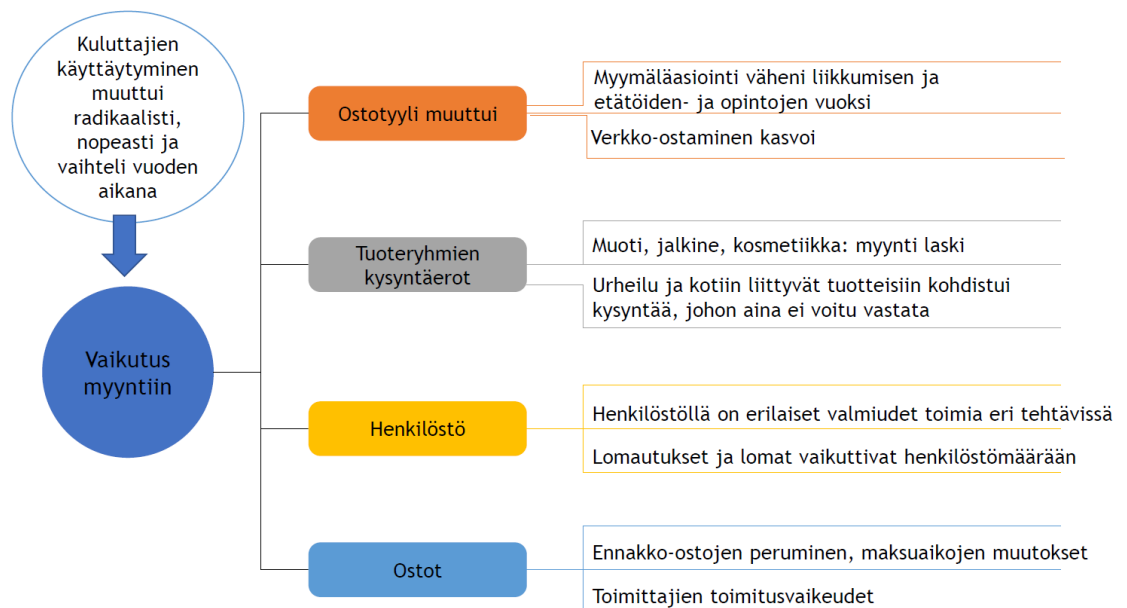 Kuluttajien
käyttäytyminen
muuttui
radikaalisti,
nopeasti ja
vaihteli vuoden
aikana
Vaikutus
myyntiin
Ostotyyli muuttui
Myymäläasiointi väheni liikkumisen ja
etätöiden- ja opintojen vuoksi
Verkko-ostaminen kasvoi
Tuoteryhmien
kysyntäerot
Muoti, jalkine, kosmetiikka: myynti laski
Urheilu ja kotiin liittyvät tuotteisiin kohdistui
kysyntää, johon aina ei voitu vastata
Henkilöstö
Henkilöstöllä on erilaiset valmiudet toimia eri tehtävissä
Lomautukset ja lomat vaikuttivat henkilöstömäärään
Ostot
Ennakko-ostojen peruminen, maksuaikojen muutokset
Toimittajien toimitusvaikeudet